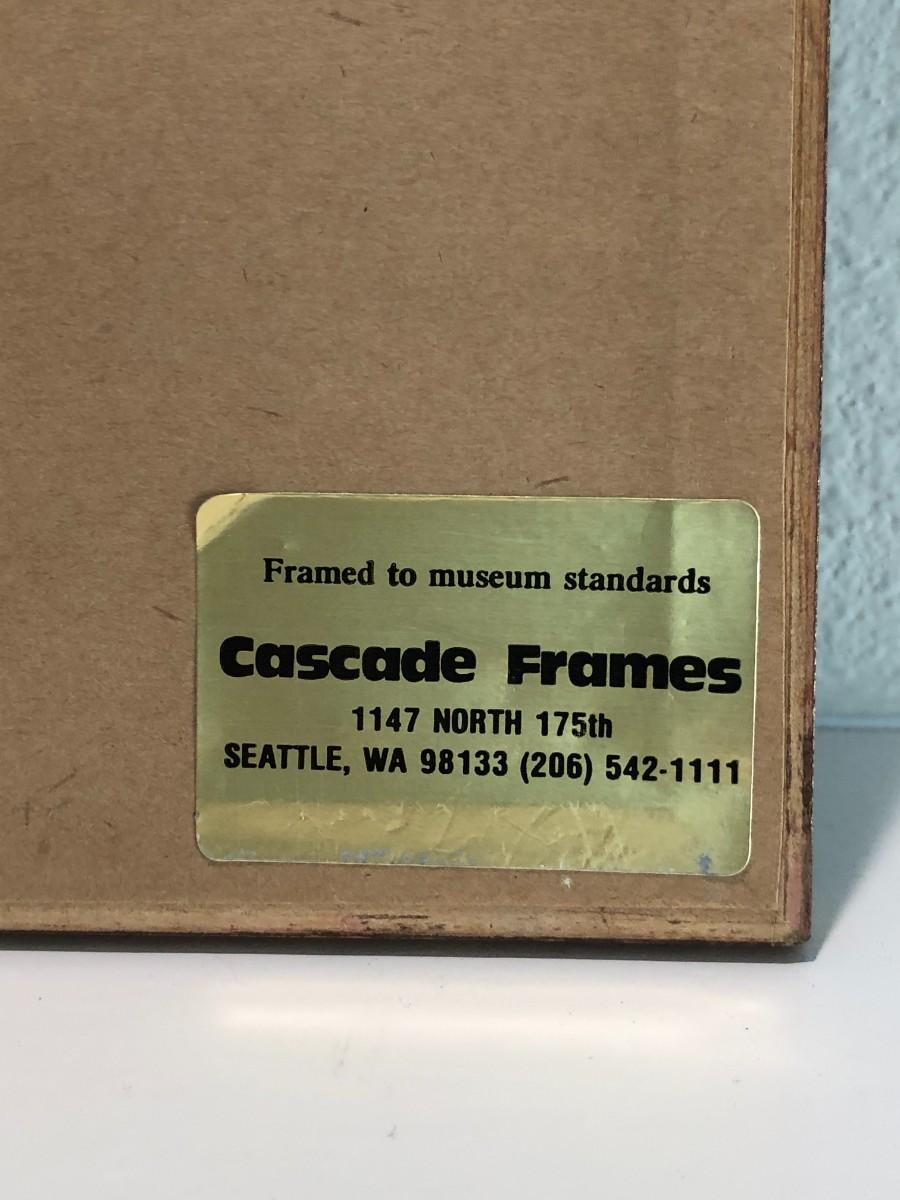 Framed to museum standards
Cascade Frames
1147 NORTH 175th
SEATTLE, WA 98133 (206) 542-1111